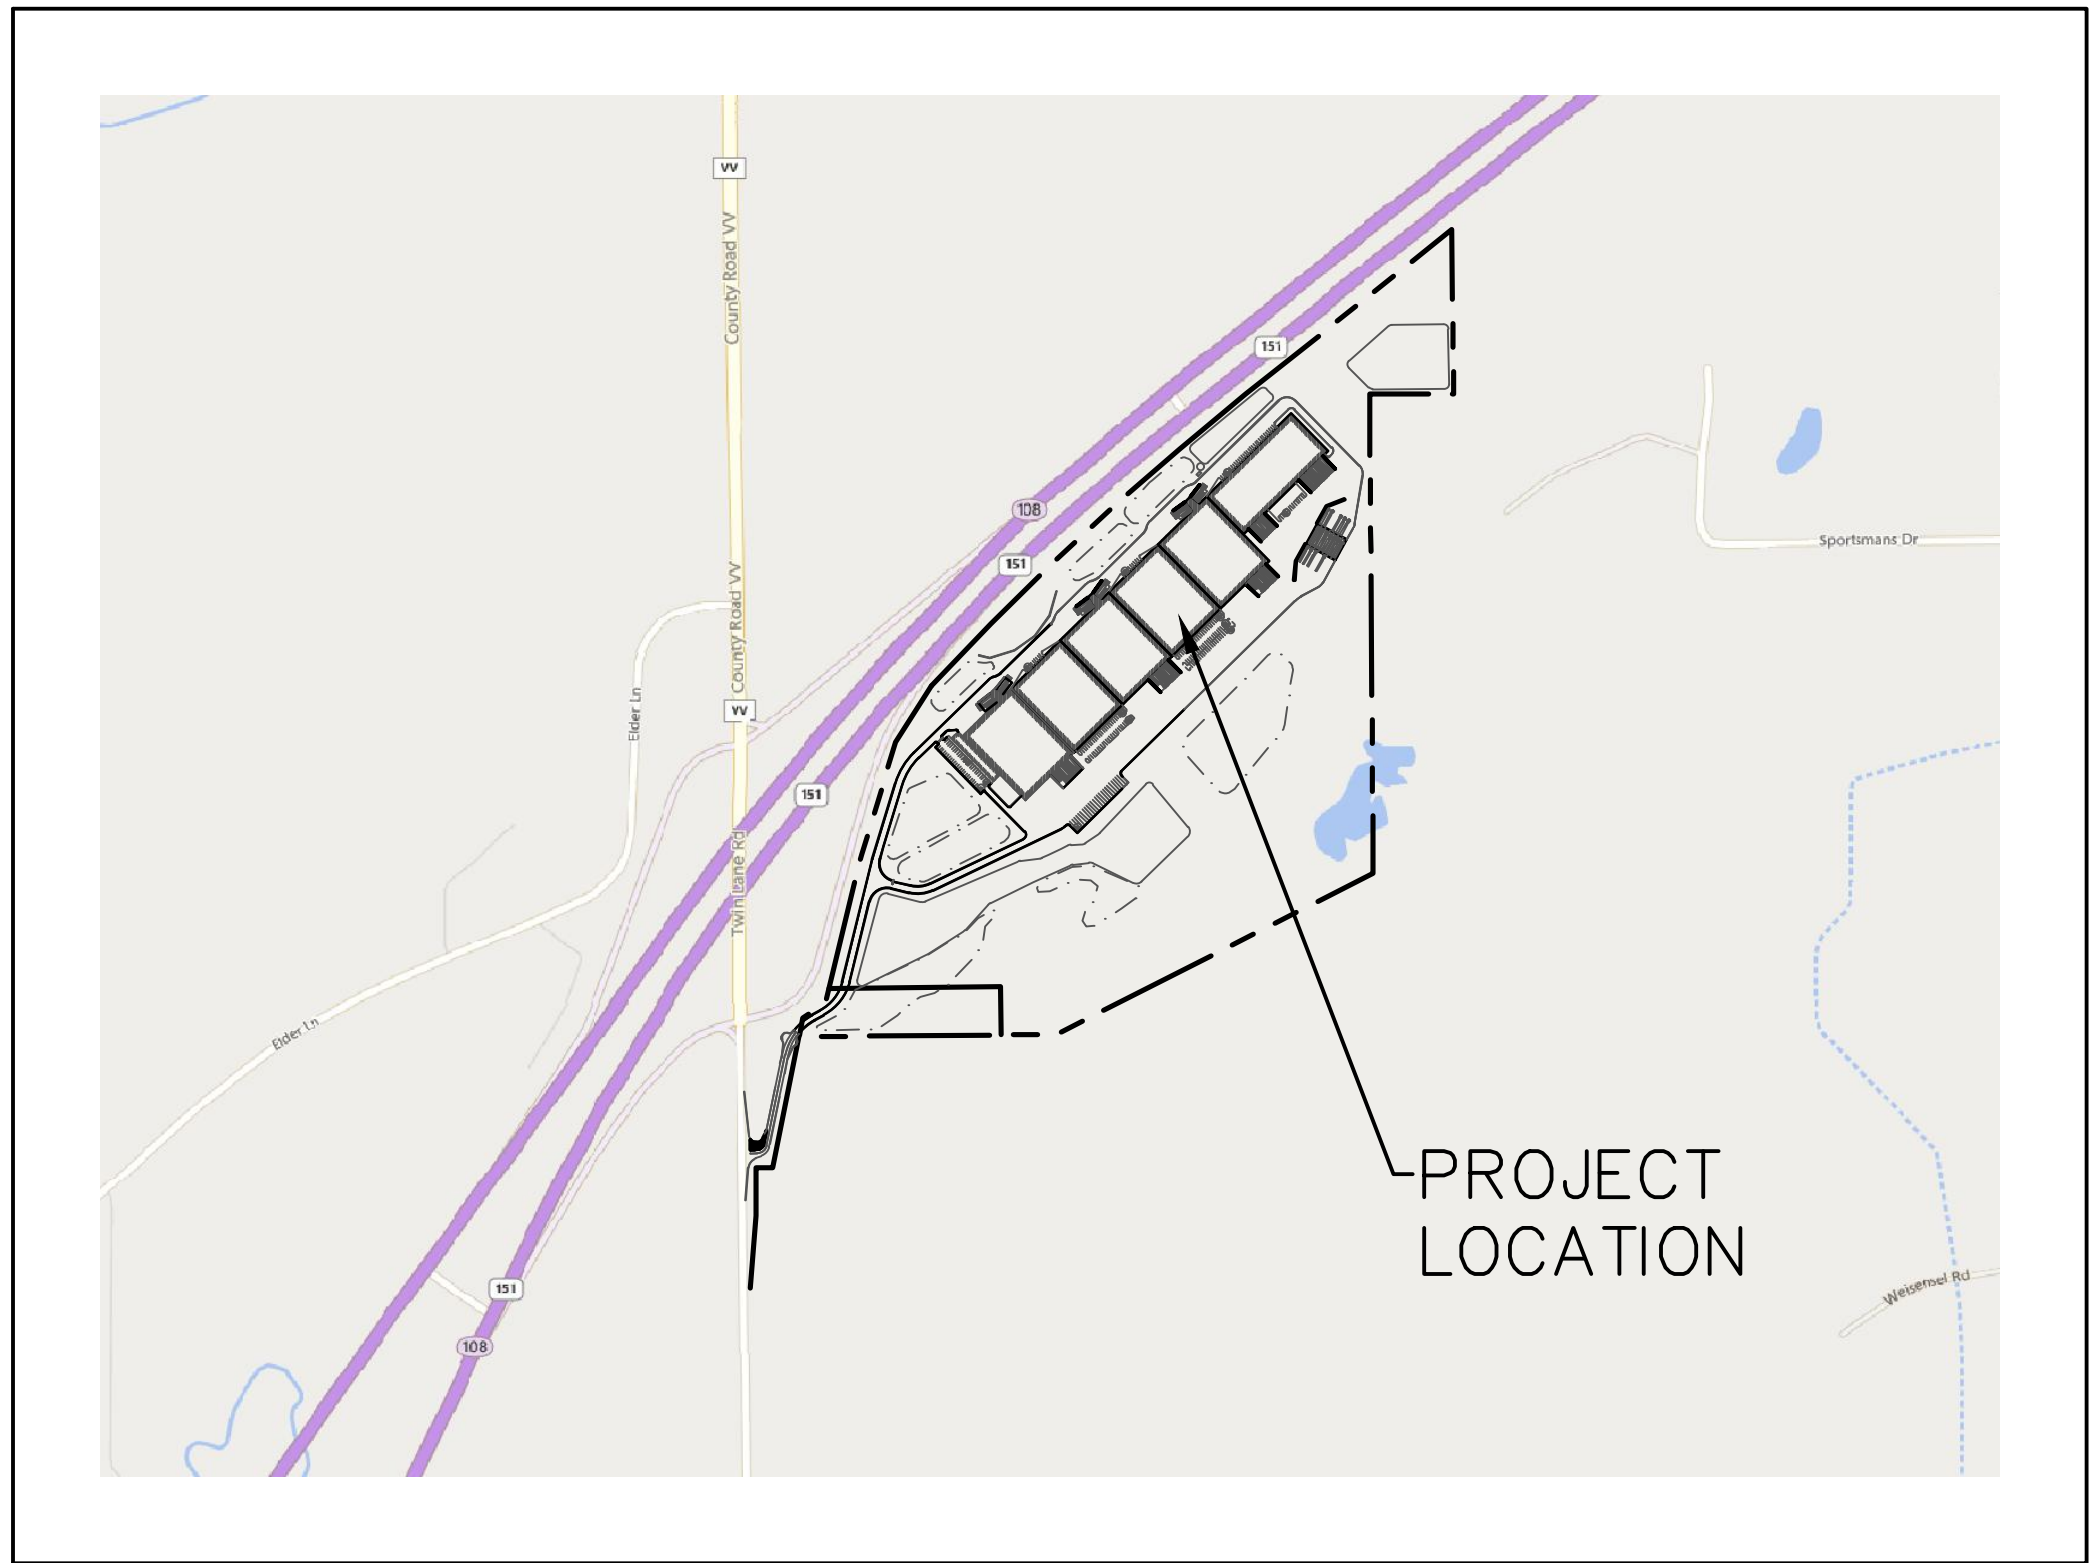 VV
County Road VV
151
108
151
Sportsmans Dr
County Road VV
Elder Ln
VV
151
Twin Lane Rd
Elder Ln
PROJECT
LOCATION
151
Weisensel Rd
108